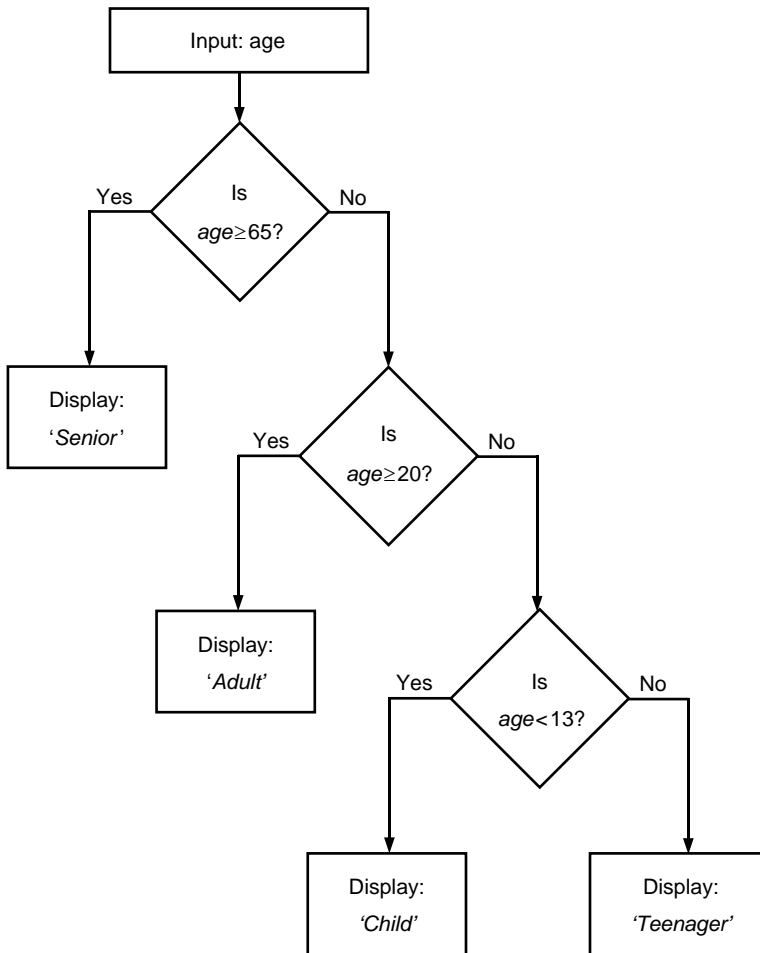 Input: age
Is
Yes
No
age≥65?
Display:
‘Senior’
Is
Yes
No
age≥20?
Display:
‘Adult’
Is
Yes
No
age<13?
Display:
‘Child’
Display:
‘Teenager’